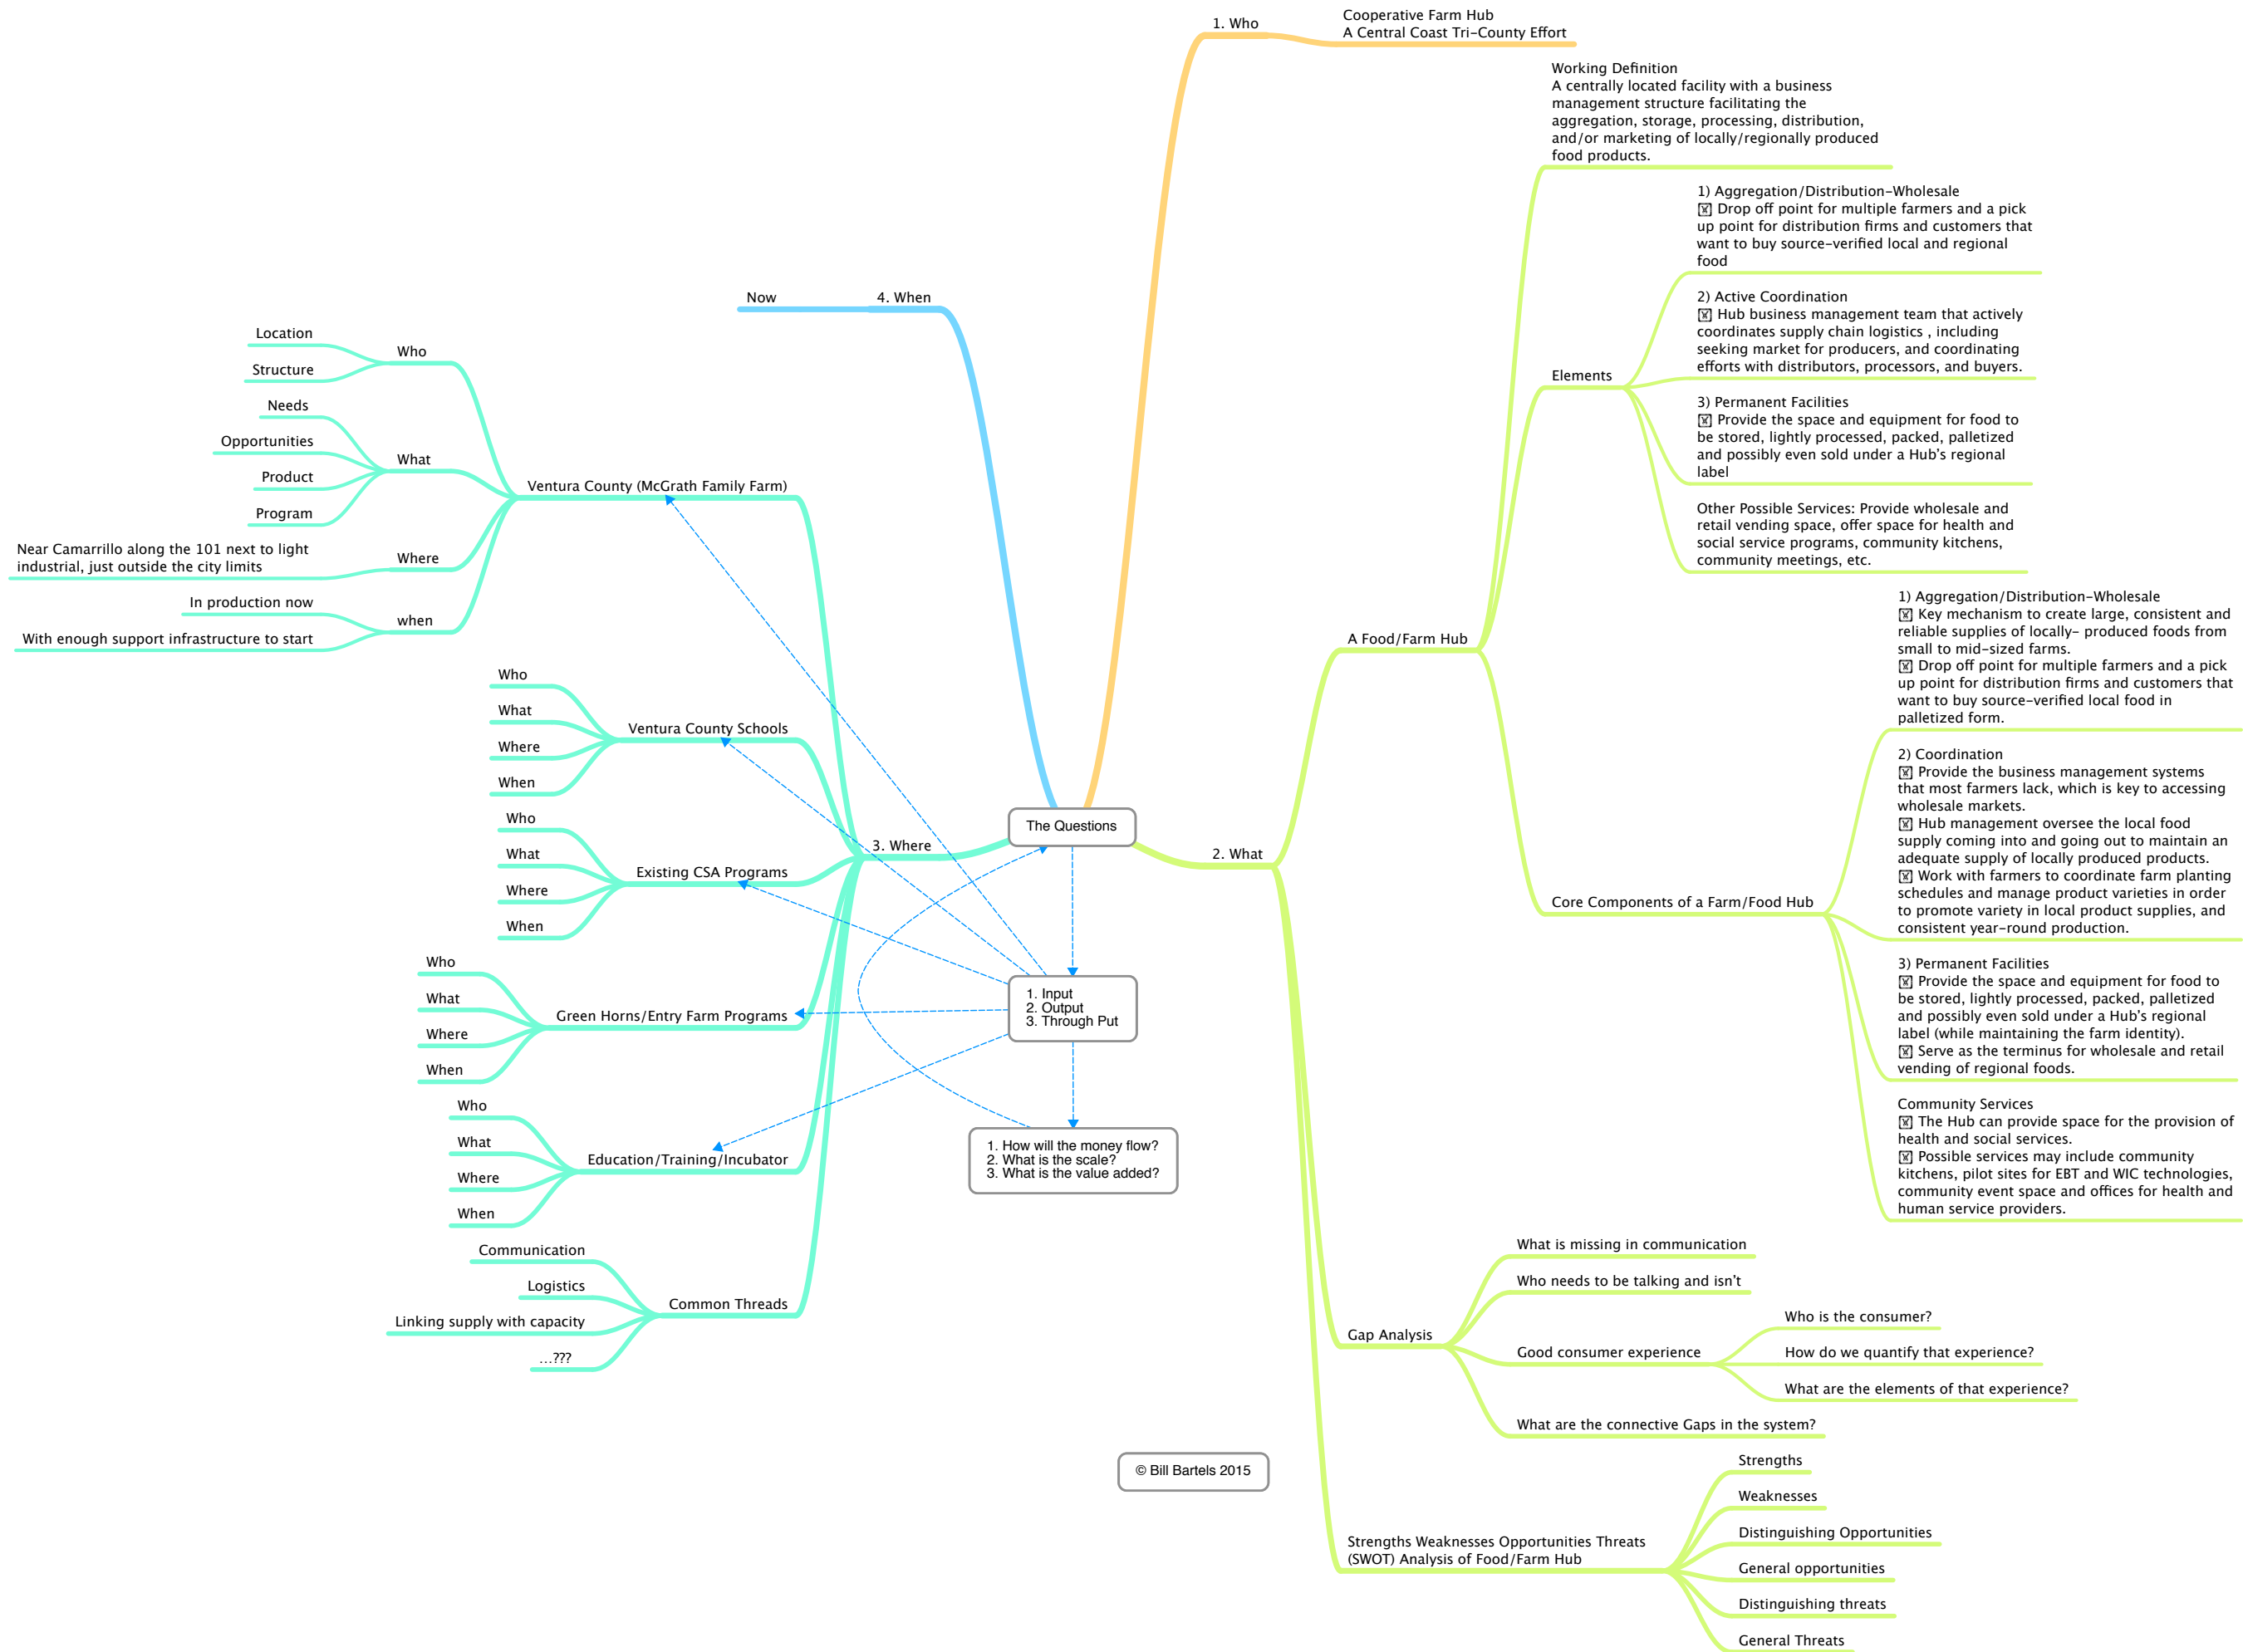 1. Who
Cooperative Farm Hub
A Central Coast Tri-County Effort
2. What
A Food/Farm Hub
Working Definition
A centrally located facility with a business
management structure facilitating the
aggregation, storage, processing, distribution,
and/or marketing of locally/regionally produced
food products.
Elements
1) Aggregation/Distribution-Wholesale
Drop off point for multiple farmers and a pick
up point for distribution firms and customers that
want to buy source-verified local and regional
food
2) Active Coordination
Hub business management team that actively
coordinates supply chain logistics , including
seeking market for producers, and coordinating
efforts with distributors, processors, and buyers.
3) Permanent Facilities
Provide the space and equipment for food to
be stored, lightly processed, packed, palletized
and possibly even sold under a Hub's regional
label
Other Possible Services: Provide wholesale and
retail vending space, offer space for health and
social service programs, community kitchens,
community meetings, etc.
Core Components of a Farm/Food Hub
1) Aggregation/Distribution-Wholesale
Key mechanism to create large, consistent and
reliable supplies of locally- produced foods from
small to mid-sized farms.
Drop off point for multiple farmers and a pick
up point for distribution firms and customers that
want to buy source-verified local food in
palletized form.
2) Coordination
Provide the business management systems
that most farmers lack, which is key to accessing
wholesale markets.
Hub management oversee the local food
supply coming into and going out to maintain an
adequate supply of locally produced products.
Work with farmers to coordinate farm planting
schedules and manage product varieties in order
to promote variety in local product supplies, and
consistent year-round production.
3) Permanent Facilities
Provide the space and equipment for food to
be stored, lightly processed, packed, palletized
and possibly even sold under a Hub's regional
label (while maintaining the farm identity).
Serve as the terminus for wholesale and retail
vending of regional foods.
Community Services
The Hub can provide space for the provision of
health and social services.
Possible services may include community
kitchens, pilot sites for EBT and WIC technologies,
community event space and offices for health and
human service providers.
Gap Analysis
What is missing in communication
Who needs to be talking and isn't
Good consumer experience
Who is the consumer?
How do we quantify that experience?
What are the elements of that experience?
What are the connective Gaps in the system?
Strengths Weaknesses Opportunities Threats
(SWOT) Analysis of Food/Farm Hub
Strengths
Weaknesses
Distinguishing Opportunities
General opportunities
Distinguishing threats
General Threats
The Questions
1. Input
2. Output
3. Through Put
1. How will the money flow?
2. What is the scale?
3. What is the value added?
3. Where
Ventura County (McGrath Family Farm)
Who
Location
Structure
What
Needs
Opportunities
Product
Program
Where
Near Camarrillo along the 101 next to light
industrial, just outside the city limits
when
In production now
With enough support infrastructure to start
Ventura County Schools
Who
What
Where
When
Existing CSA Programs
Who
What
Where
When
Green Horns/Entry Farm Programs
Who
What
Where
When
Education/Training/Incubator
Who
What
Where
When
Common Threads
Communication
Logistics
Linking supply with capacity
...???
4. When
Now
© Bill Bartels 2015